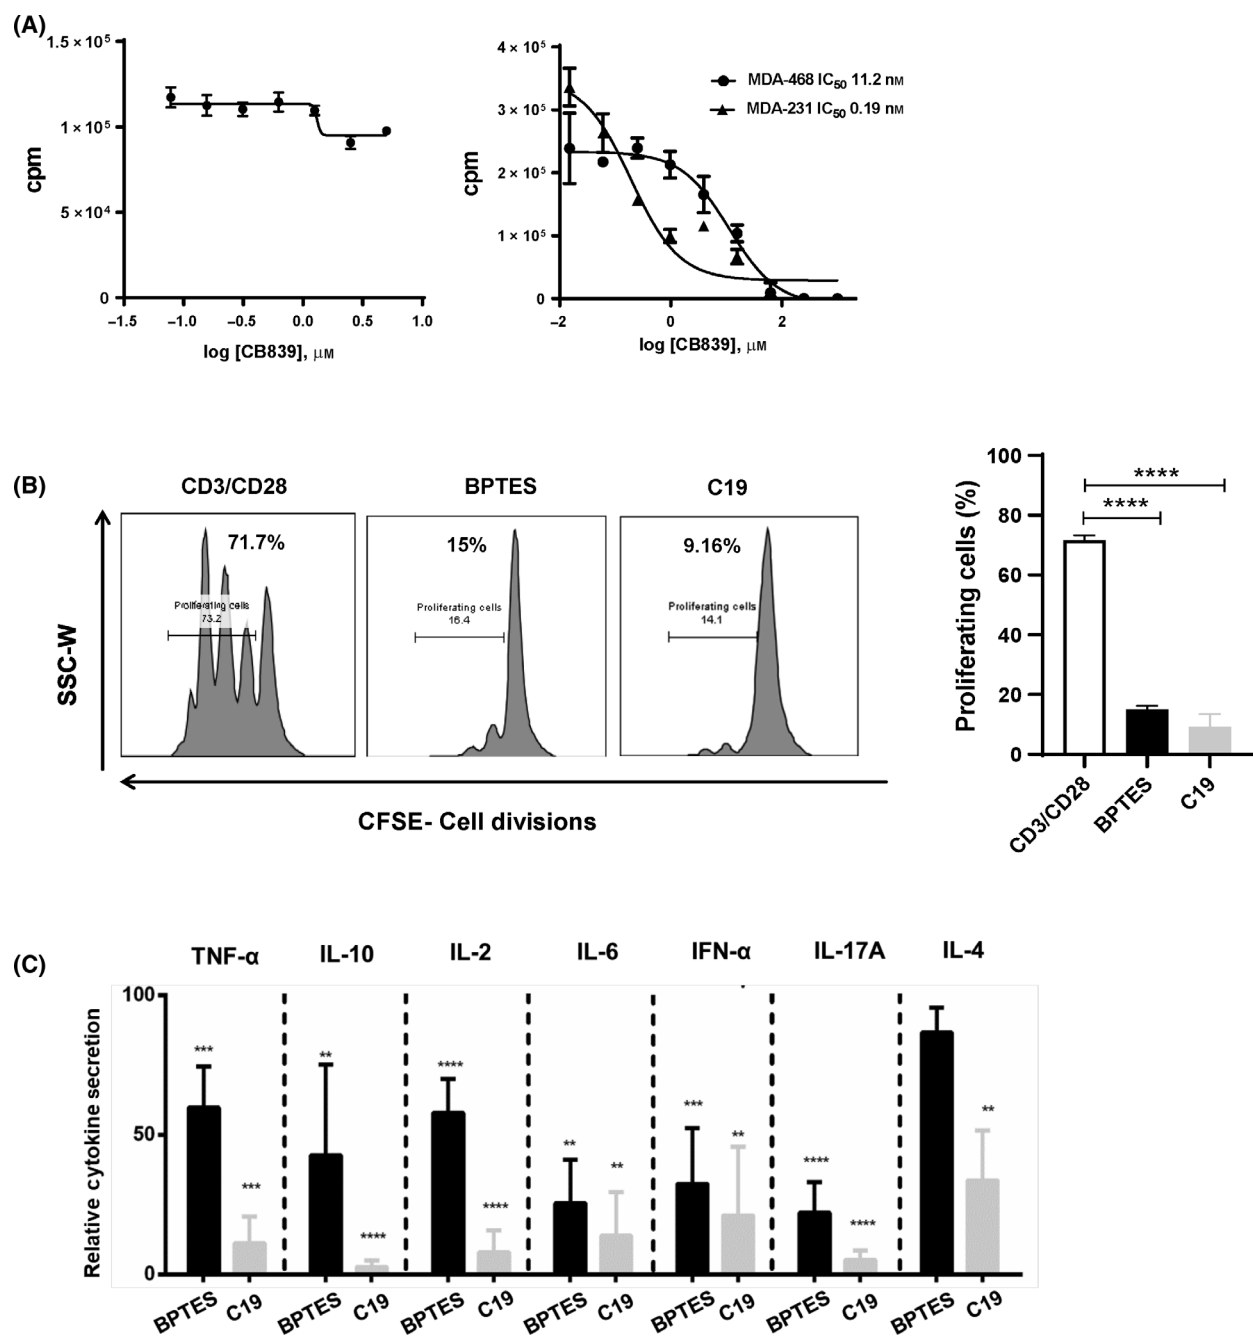 (A)
1.5 × 10⁵
1 × 10⁵
5 × 10⁴
0
cpm
–1.5 –1.0 –0.5 0.0 0.5 1.0
log [CB839], μM
4 × 10⁵
3 × 10⁵
2 × 10⁵
1 × 10⁵
0
cpm
MDA-468 IC₅₀ 11.2 nM
MDA-231 IC₅₀ 0.19 nM
–2 0 2
log [CB839], μM
(B)
CD3/CD28 BPTES C19
71.7% 15% 9.16%
Proliferating cells Proliferating cells Proliferating cells
73.2 16.4 14.1
SSC-W
CFSE- Cell divisions
100
80
60
40
20
0
Proliferating cells (%)
****
****
CD3/CD28 BPTES C19
(C)
TNF-α IL-10 IL-2 IL-6 IFN-α IL-17A IL-4
100
50
0
Relative cytokine secretion
*** ** **** ** *** ****
*** **** **** ** ** **** **
BPTES C19 BPTES C19 BPTES C19 BPTES C19 BPTES C19 BPTES C19 BPTES C19